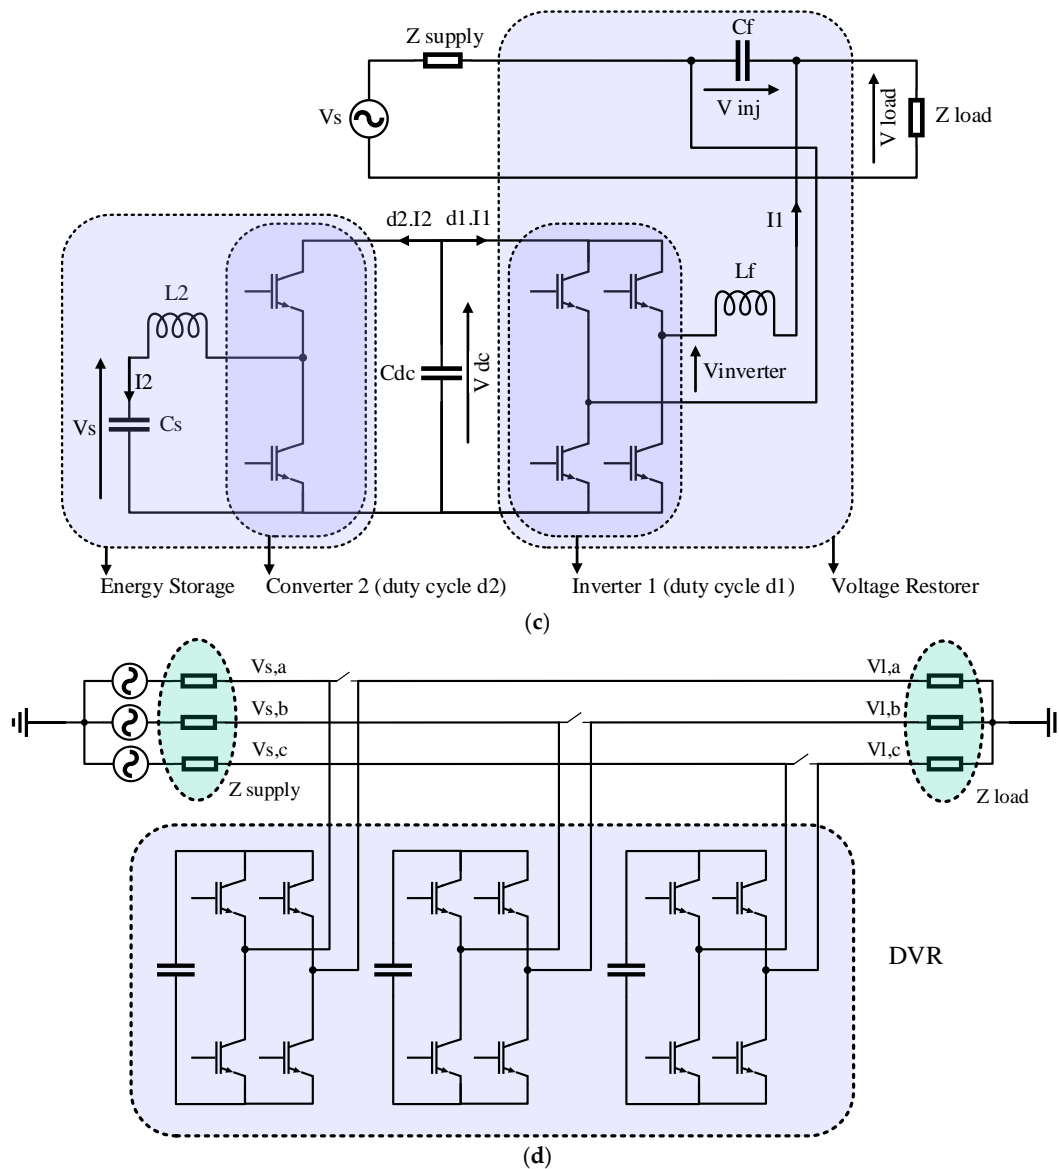 Cf
Z supply
V inj
Vs
V load
Z load
d2.I2 d1.I1
I1
L2
Lf
I2
Cdc
V dc
Vinverter
Vs
Cs
Energy Storage
Converter 2 (duty cycle d2)
Inverter 1 (duty cycle d1)
Voltage Restorer
(c)
Vs,a
Vl,a
Vs,b
Vl,b
Vs,c
Vl,c
Z supply
Z load
DVR
(d)